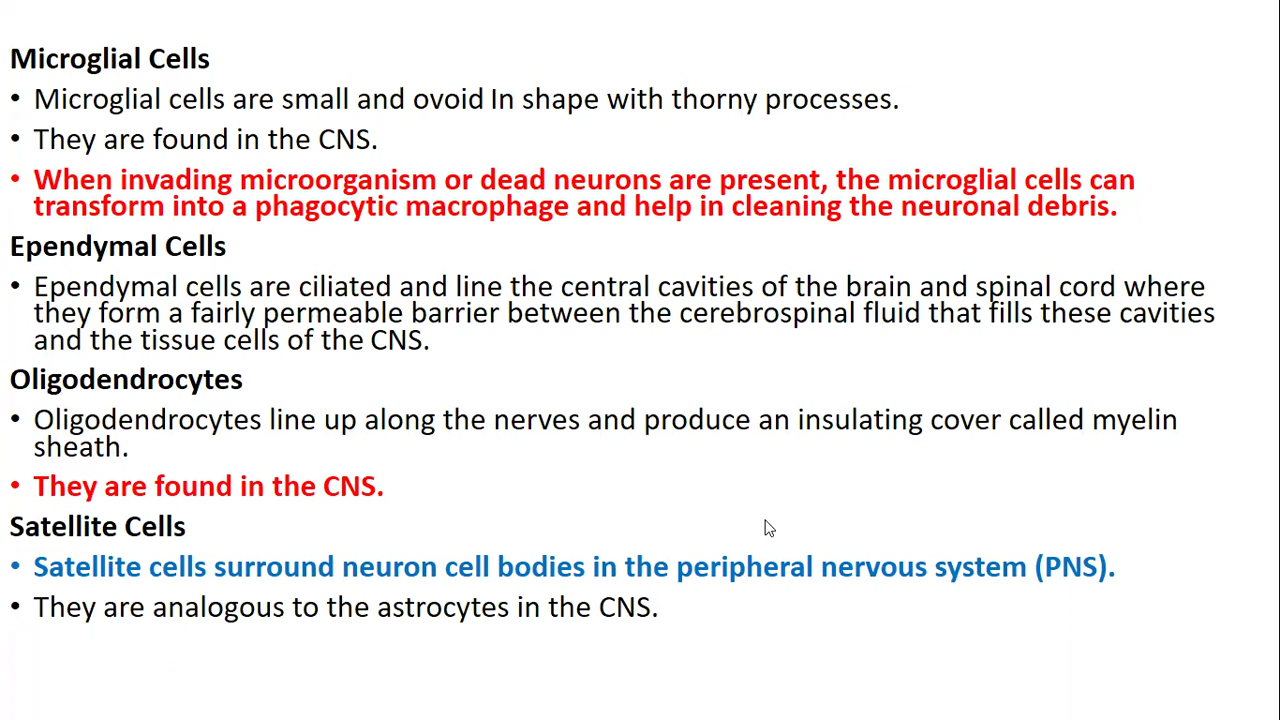 Microglial Cells
• Microglial cells are small and ovoid In shape with thorny processes.
• They are found in the CNS.
• When invading microorganism or dead neurons are present, the microglial cells can
transform into a phagocytic macrophage and help in cleaning the neuronal debris.
Ependymal Cells
• Ependymal cells are ciliated and line the central cavities of the brain and spinal cord where
they form a fairly permeable barrier between the cerebrospinal fluid that fills these cavities
and the tissue cells of the CNS.
Oligodendrocytes
• Oligodendrocytes line up along the nerves and produce an insulating cover called myelin
sheath.
• They are found in the CNS.
Satellite Cells
• Satellite cells surround neuron cell bodies in the peripheral nervous system (PNS).
• They are analogous to the astrocytes in the CNS.